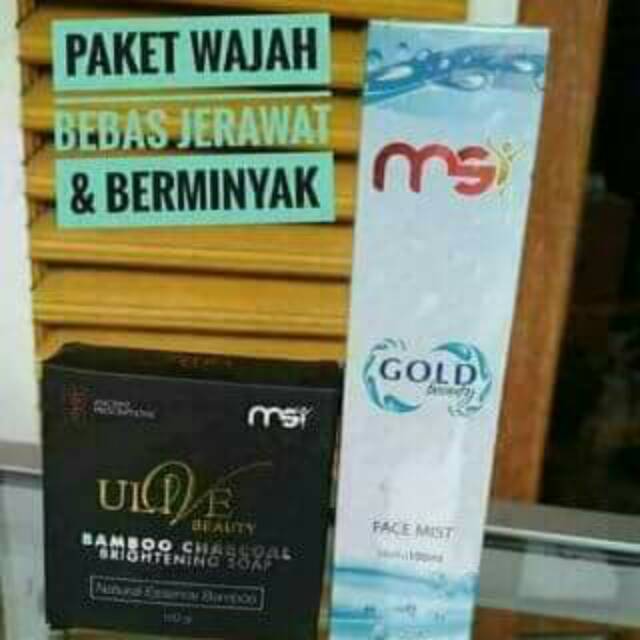 PAKET WAJAH
BEBAS JERAWAT
& BERMINYAK
msi
GOLD
beauty
FACE MIST
msi
ULIVE
BEAUTY
BAMBOO CHARCOAL
BRIGHTENING SOAP
Natural Essence Bamboo